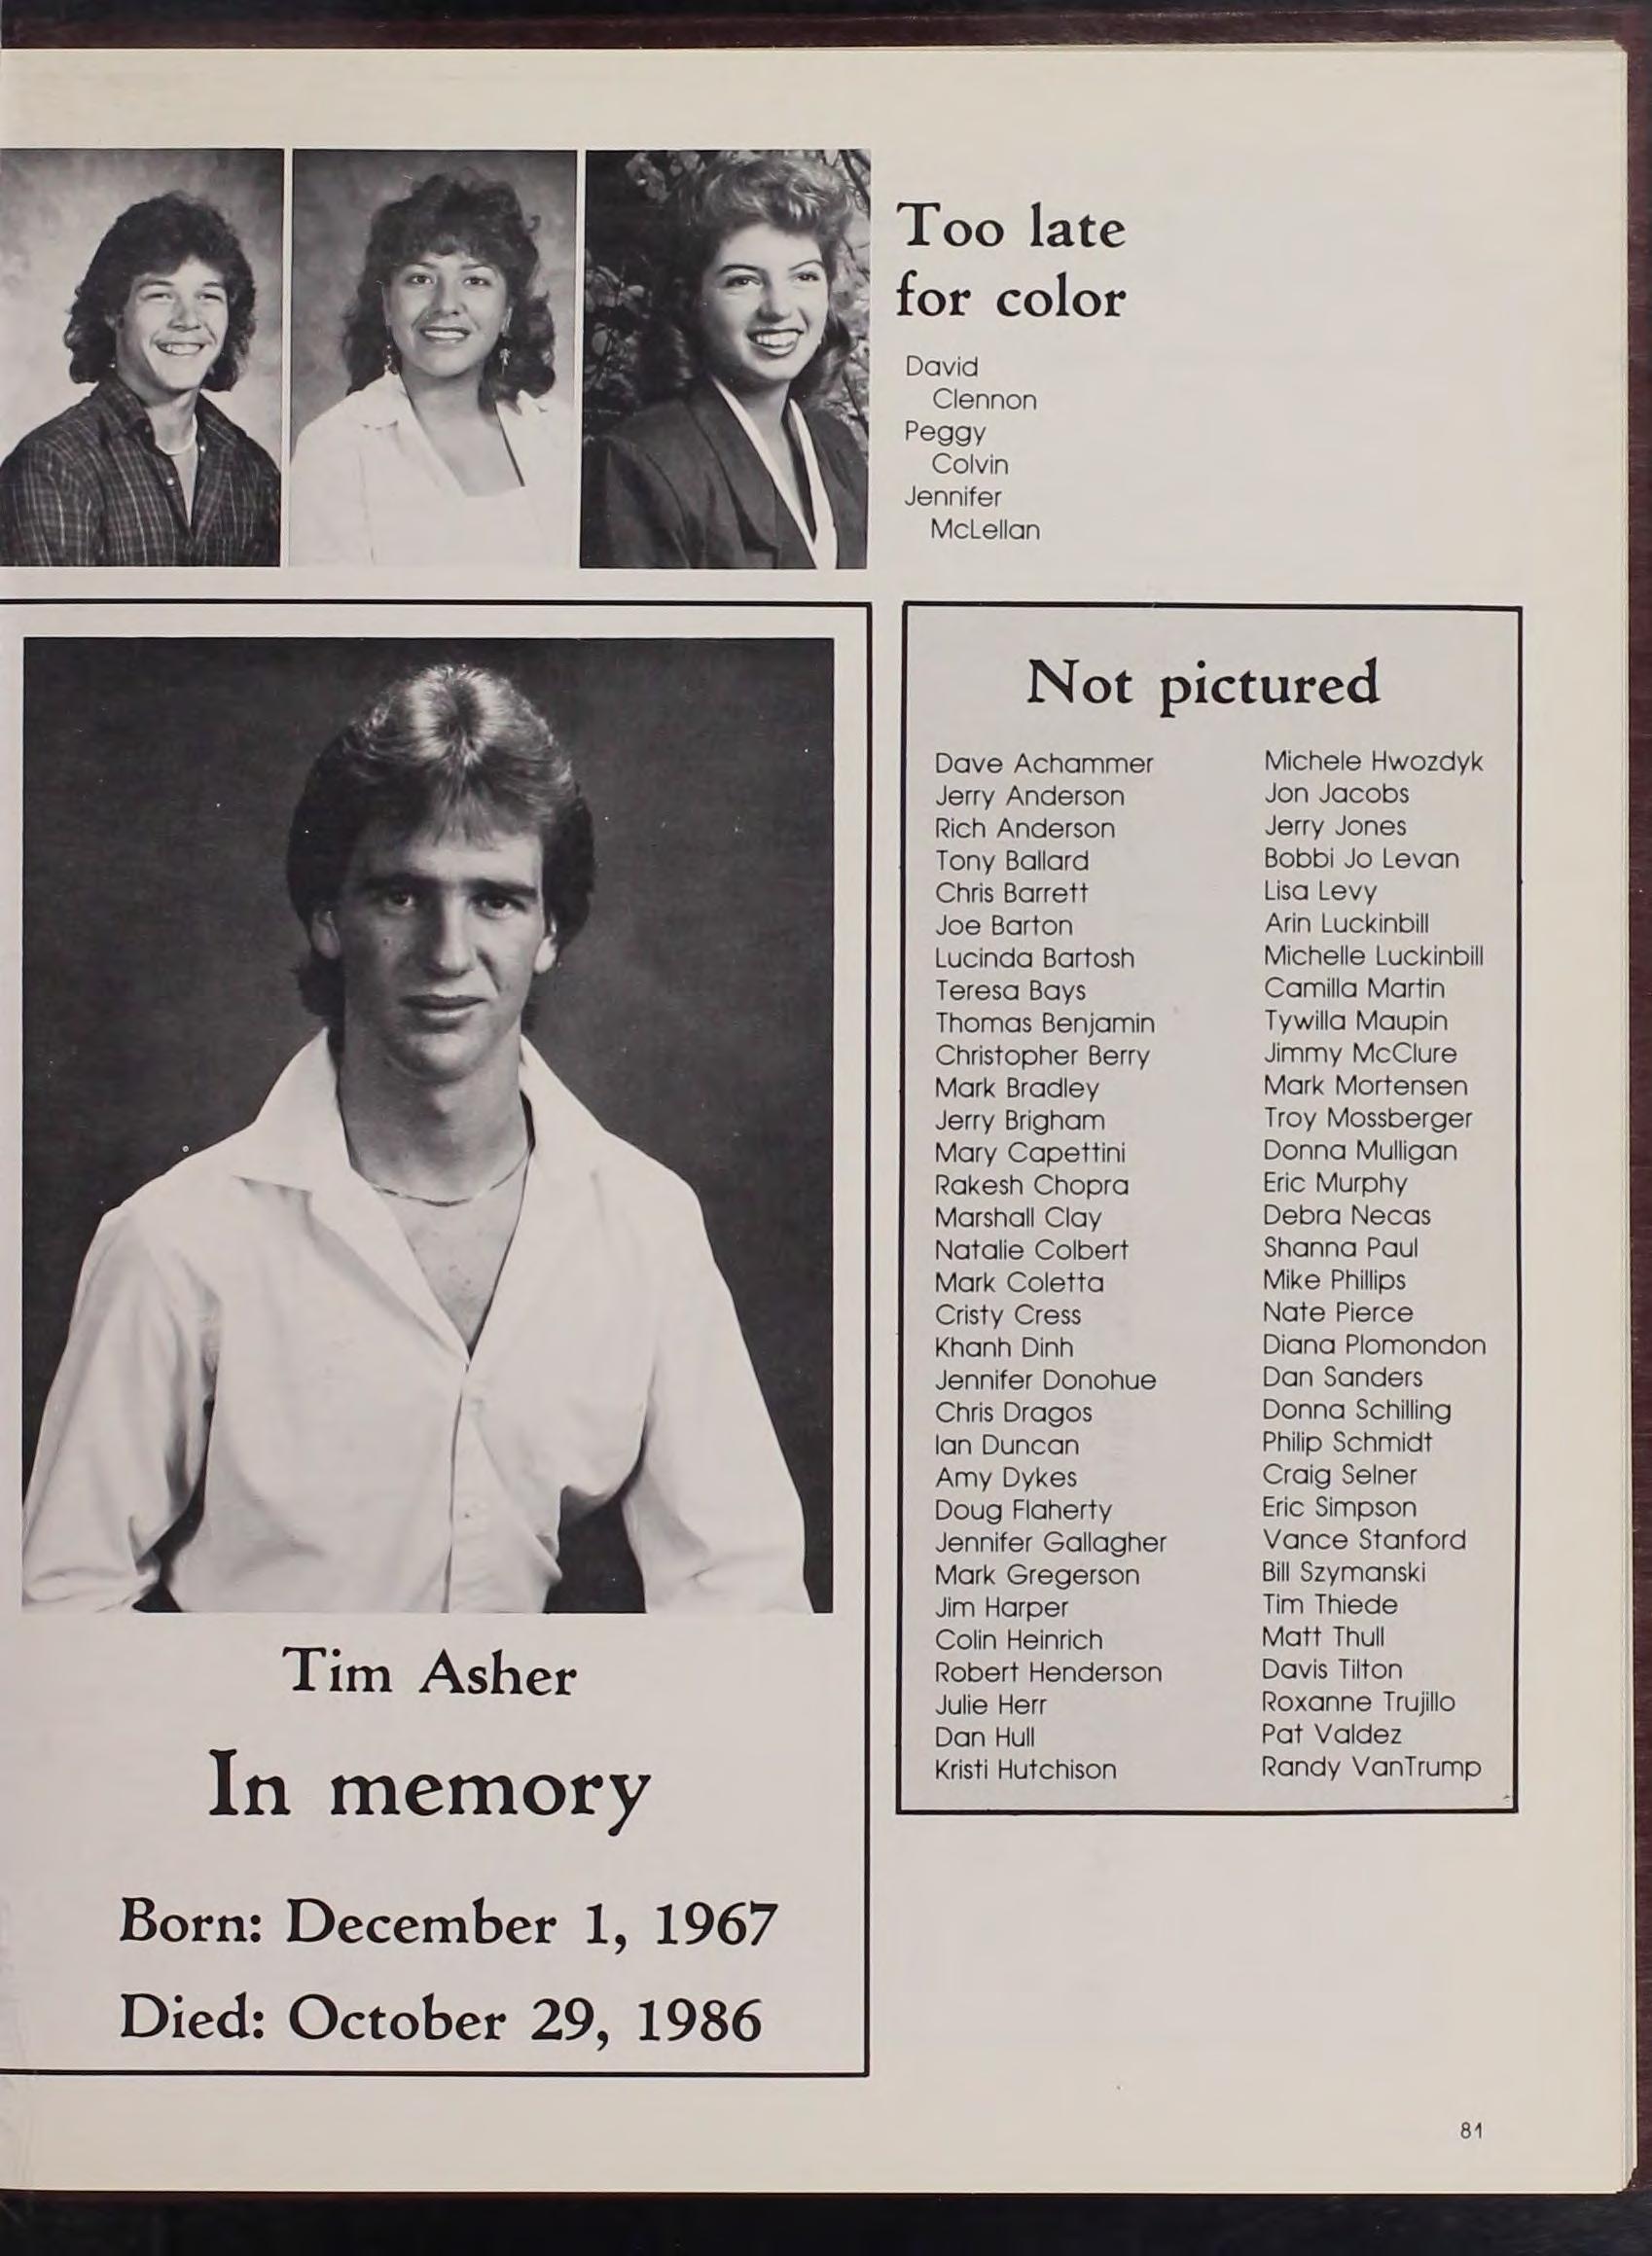 Too late
for color
David
Clennon
Peggy
Colvin
Jennifer
McLellan
Tim Asher
In memory
Born: December 1, 1967
Died: October 29, 1986
Not pictured
Dave Achammer
Jerry Anderson
Rich Anderson
Tony Ballard
Chris Barrett
Joe Barton
Lucinda Bartosh
Teresa Bays
Thomas Benjamin
Christopher Berry
Mark Bradley
Jerry Brigham
Mary Capettini
Rakesh Chopra
Marshall Clay
Natalie Colbert
Mark Coletta
Cristy Cress
Khanh Dinh
Jennifer Donohue
Chris Dragos
Ian Duncan
Amy Dykes
Doug Flaherty
Jennifer Gallagher
Mark Gregerson
Jim Harper
Colin Heinrich
Robert Henderson
Julie Herr
Dan Hull
Kristi Hutchison
Michele Hwozdyk
Jon Jacobs
Jerry Jones
Bobbi Jo Levan
Lisa Levy
Arin Luckinbill
Michelle Luckinbill
Camilla Martin
Tywilla Maupin
Jimmy McClure
Mark Mortensen
Troy Mossberger
Donna Mulligan
Eric Murphy
Debra Necas
Shanna Paul
Mike Phillips
Nate Pierce
Diana Plomondon
Dan Sanders
Donna Schilling
Philip Schmidt
Craig Selner
Eric Simpson
Vance Stanford
Bill Szymanski
Tim Thiede
Matt Thull
Davis Tilton
Roxanne Trujillo
Pat Valdez
Randy VanTrump
81